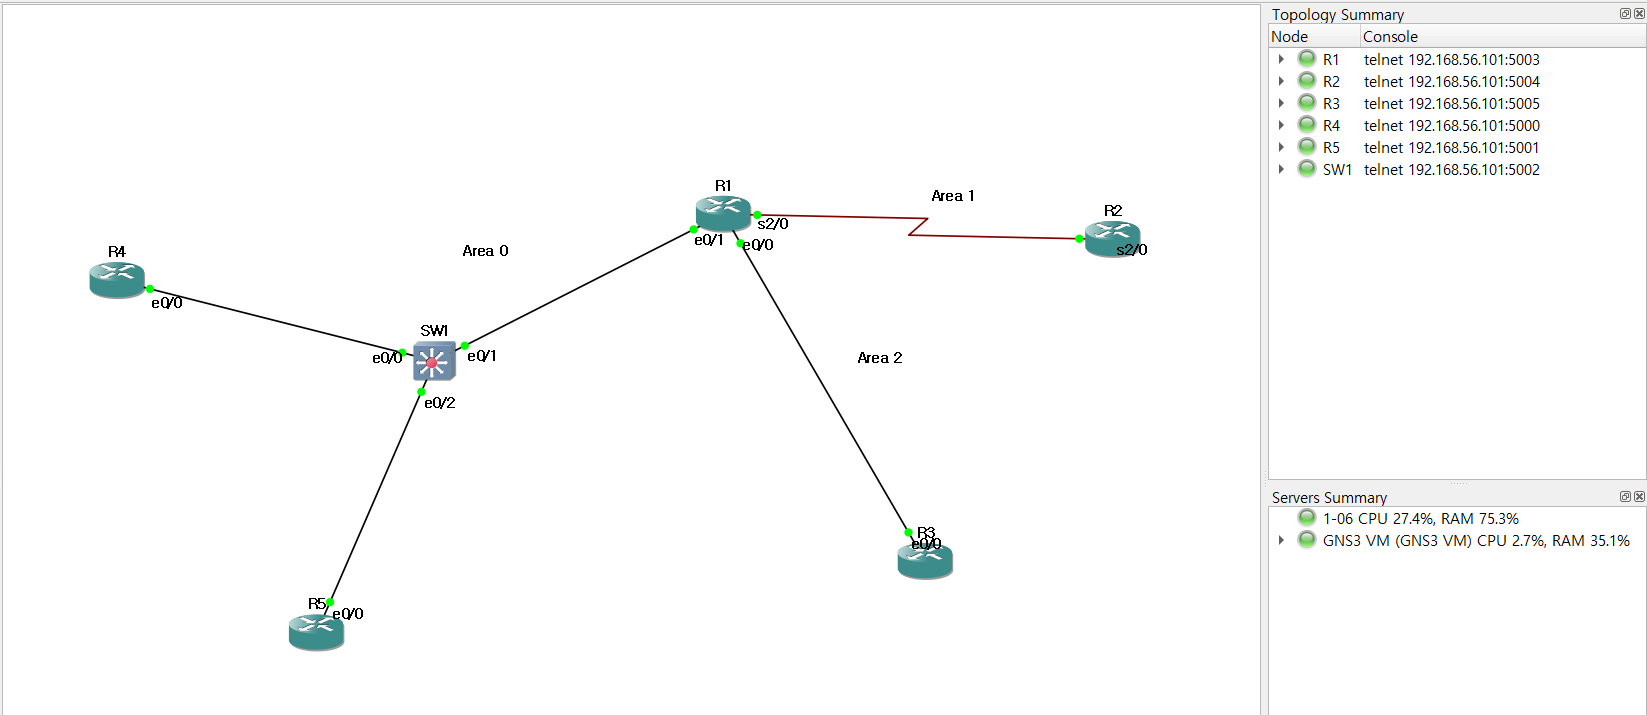 R1
Area 1
R2
s2/0
e0/1
e0/0
s2/0
R4
Area 0
e0/0
SW1
e0/0
e0/1
Area 2
e0/2
R3
e0/0
R5
e0/0
Topology Summary
Node Console
R1 telnet 192.168.56.101:5003
R2 telnet 192.168.56.101:5004
R3 telnet 192.168.56.101:5005
R4 telnet 192.168.56.101:5000
R5 telnet 192.168.56.101:5001
SW1 telnet 192.168.56.101:5002
Servers Summary
1-06 CPU 27.4%, RAM 75.3%
GNS3 VM (GNS3 VM) CPU 2.7%, RAM 35.1%